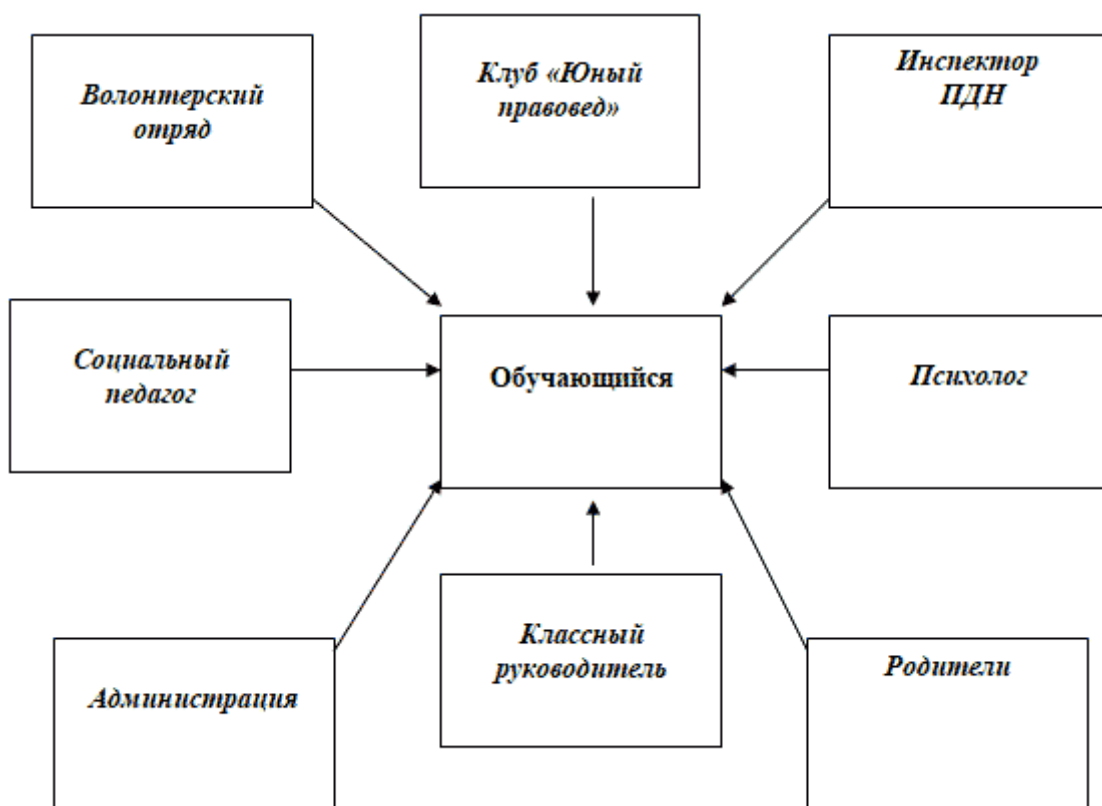 Волонтерский
отряд
Клуб «Юный
правовед»
Инспектор
ПДН
Социальный
педагог
Обучающийся
Психолог
Администрация
Классный
руководитель
Родители